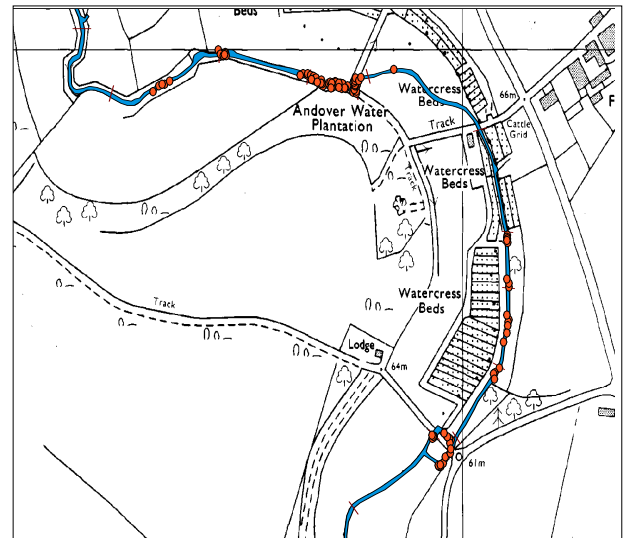 Beds
66m
Watercress
Beds
Andover Water
Plantation
Track
Cattle
Grid
F
Watercress
Beds
Track
Watercress
Beds
Track
Lodge
64m
61m